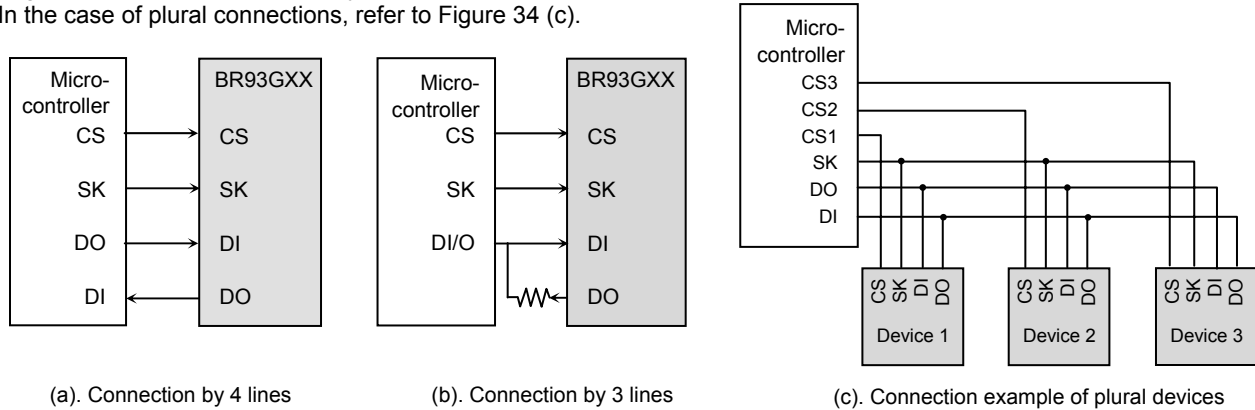 In the case of plural connections, refer to Figure 34 (c).
Micro-
controller
CS
SK
DO
DI
BR93GXX
CS
SK
DI
DO
(a). Connection by 4 lines
Micro-
controller
CS
SK
DI/O
BR93GXX
CS
SK
DI
DO
(b). Connection by 3 lines
Micro-
controller
CS3
CS2
CS1
SK
DO
DI
CS
SK
DI
DO
Device 1
CS
SK
DI
DO
Device 2
CS
SK
DI
DO
Device 3
(c). Connection example of plural devices